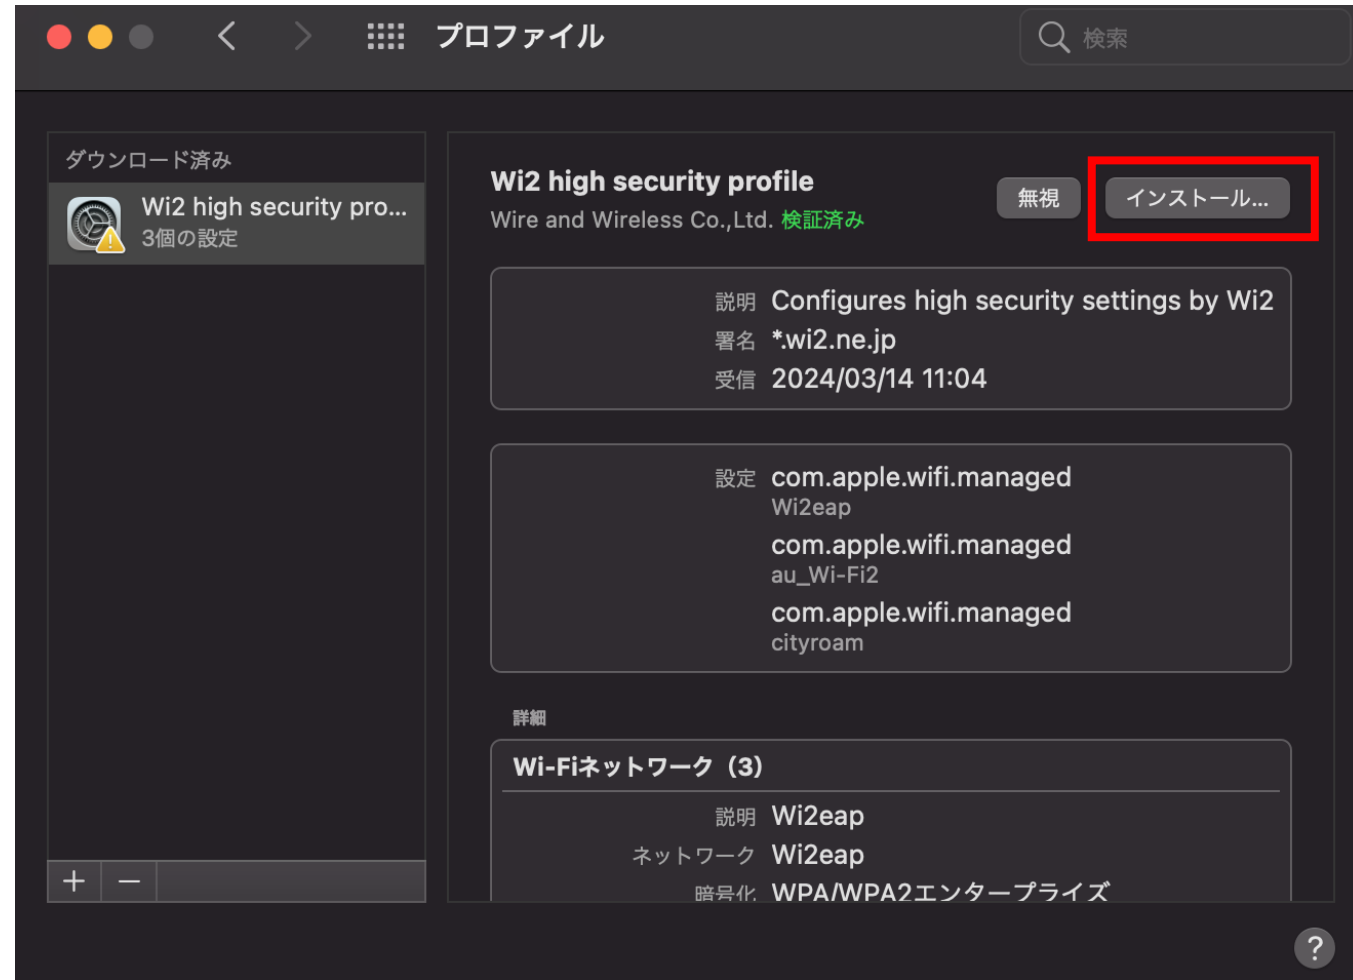 プロファイル
検索
ダウンロード済み
Wi2 high security pro...
3個の設定
Wi2 high security profile
Wire and Wireless Co.,Ltd. 検証済み
無視
インストール...
説明 Configures high security settings by Wi2
署名 *.wi2.ne.jp
受信 2024/03/14 11:04
設定 com.apple.wifi.managed
Wi2eap
com.apple.wifi.managed
au_Wi-Fi2
com.apple.wifi.managed
cityroam
詳細
Wi-Fiネットワーク（3）
説明 Wi2eap
ネットワーク Wi2eap
暗号化 WPA/WPA2エンタープライズ
?